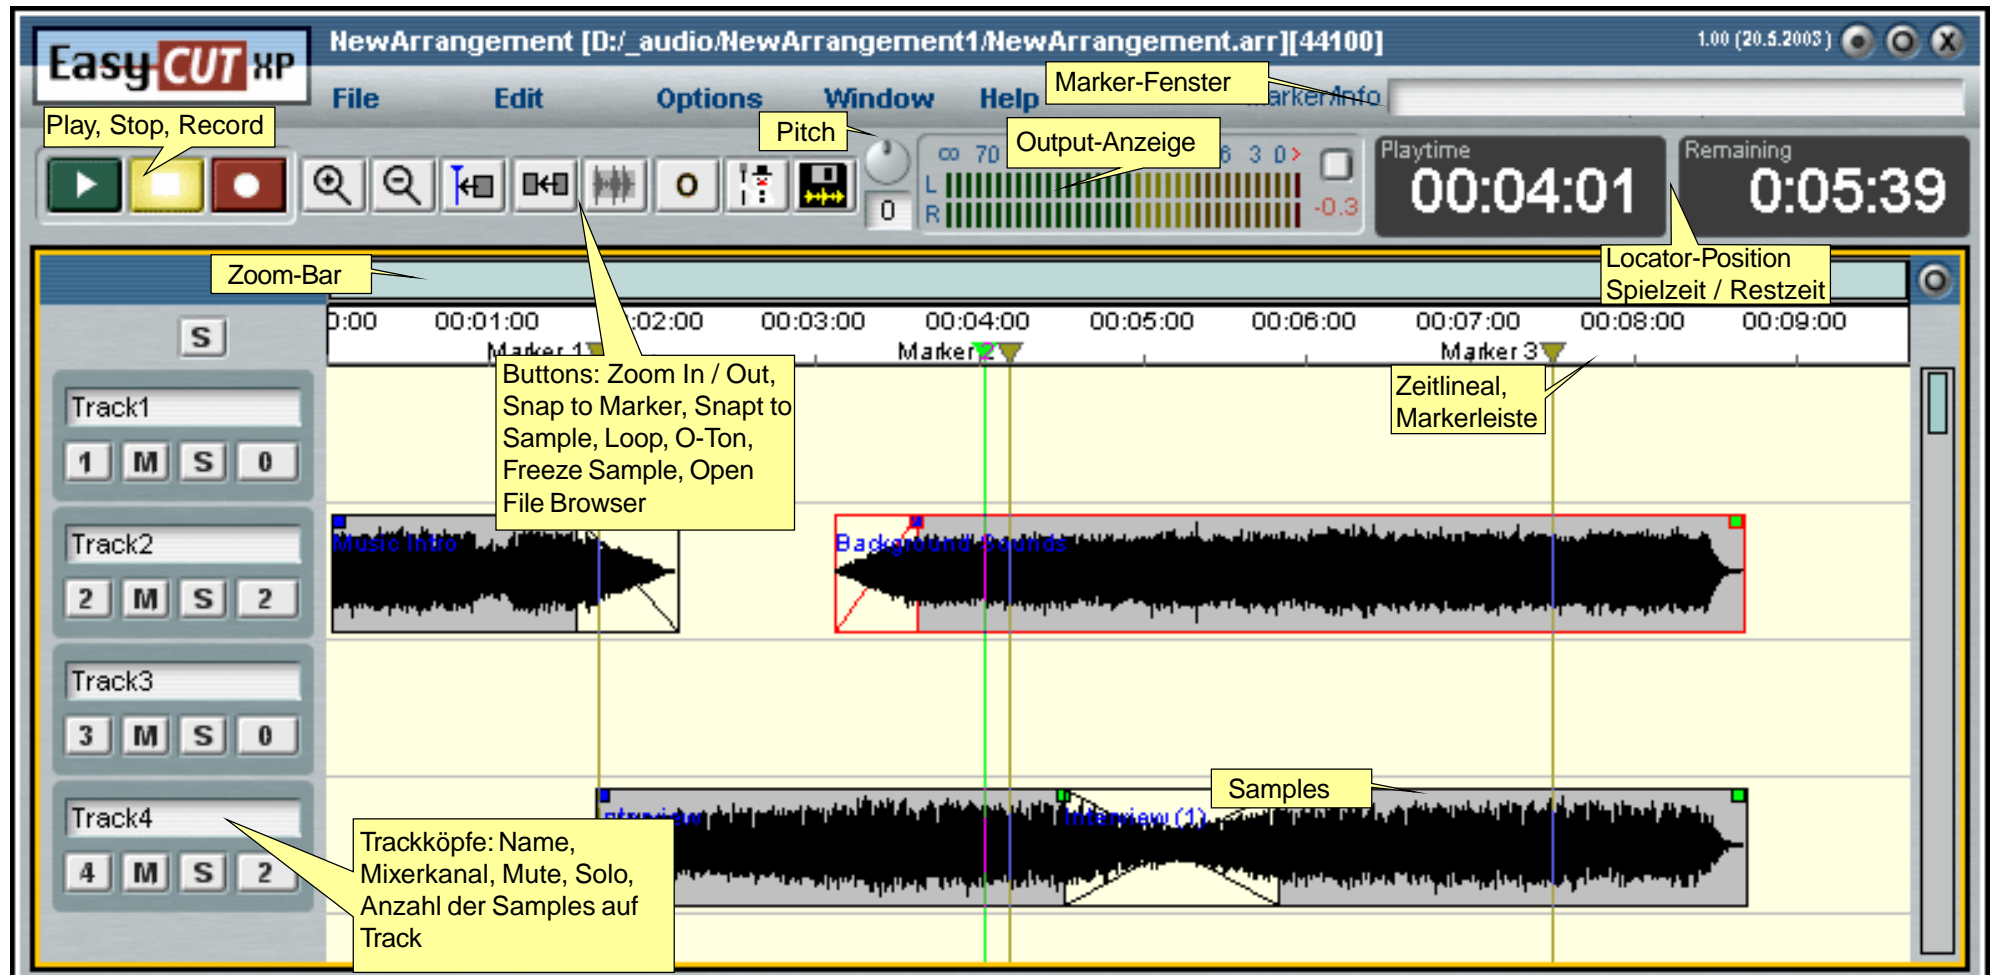 Easy CUT XP
NewArrangement [D:/_audio/NewArrangement1/NewArrangement.arr][44100]
1.00 (20.5.2003)
File Edit Options Window Help
Marker-Fenster
Play, Stop, Record
Pitch
Output-Anzeige
∞ 70 6 3 0>
L
R
-0.3
0
O
Playtime
00:04:01
Remaining
0:05:39
Zoom-Bar
Locator-Position
Spielzeit / Restzeit
S
0:00 00:01:00 :02:00 00:03:00 00:04:00 00:05:00 00:06:00 00:07:00 00:08:00 00:09:00
Marker 1 Marker 2 Marker 3
Buttons: Zoom In / Out,
Snap to Marker, Snapt to
Sample, Loop, O-Ton,
Freeze Sample, Open
File Browser
Zeitlineal,
Markerleiste
Track1
1 M S 0
Track2
2 M S 2
Music Intro
Background Sounds
Track3
3 M S 0
Track4
4 M S 2
Interview (1)
Samples
Trackköpfe: Name,
Mixerkanal, Mute, Solo,
Anzahl der Samples auf
Track